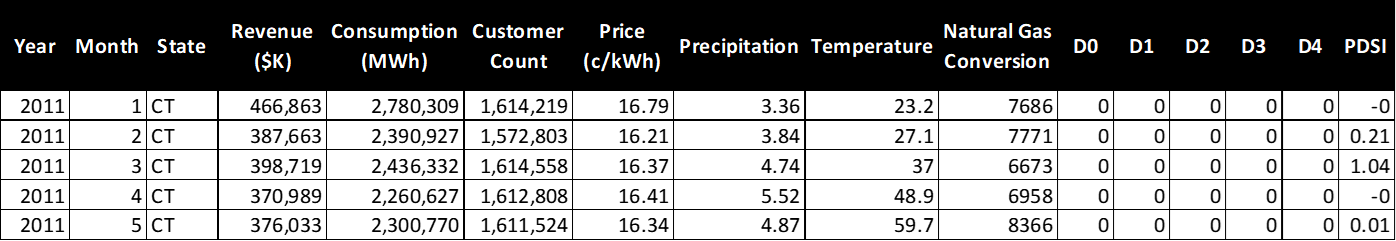 Year Month State Revenue ($K) Consumption (MWh) Customer Count Price (c/kWh) Precipitation Temperature Natural Gas Conversion D0 D1 D2 D3 D4 PDSI
2011 1 CT 466,863 2,780,309 1,614,219 16.79 3.36 23.2 7686 0 0 0 0 0 -0
2011 2 CT 387,663 2,390,927 1,572,803 16.21 3.84 27.1 7771 0 0 0 0 0 0.21
2011 3 CT 398,719 2,436,332 1,614,558 16.37 4.74 37 6673 0 0 0 0 0 1.04
2011 4 CT 370,989 2,260,627 1,612,808 16.41 5.52 48.9 6958 0 0 0 0 0 -0
2011 5 CT 376,033 2,300,770 1,611,524 16.34 4.87 59.7 8366 0 0 0 0 0 0.01